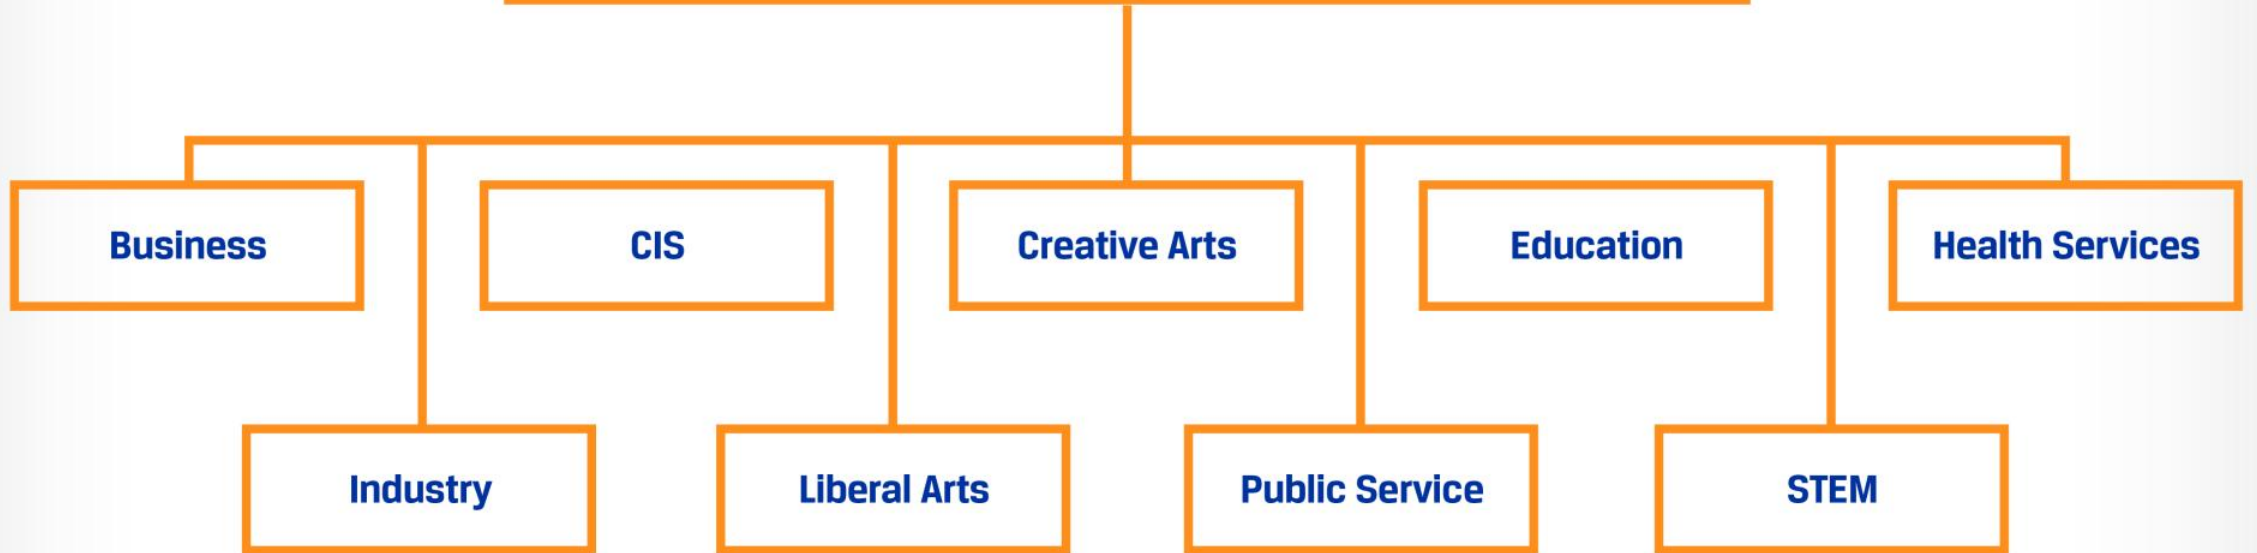 Business
CIS
Creative Arts
Education
Health Services
Industry
Liberal Arts
Public Service
STEM